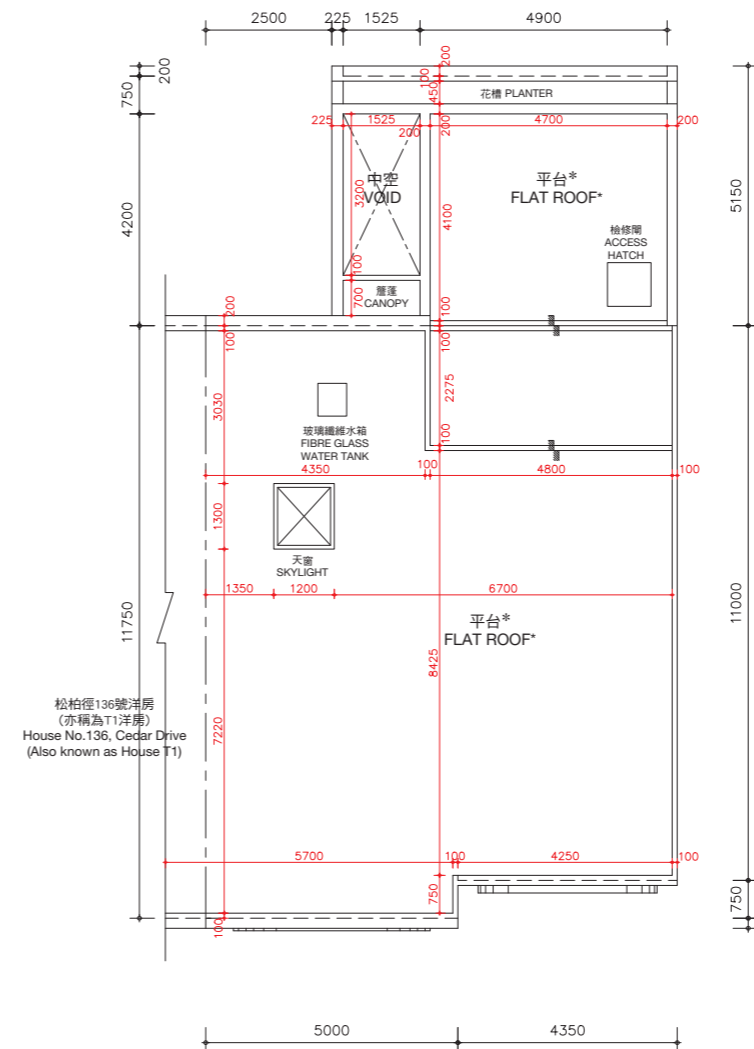 2500
225
1525
4900
200
750
200
100
450
花槽 PLANTER
225
1525
200
200
4700
200
中空
VOID
3200
平台*
FLAT ROOF*
4100
5150
4200
檢修閘
ACCESS
HATCH
100
700
簷蓬
CANOPY
200
100
100
100
2275
3030
玻璃纖維水箱
FIBRE GLASS
WATER TANK
100
4350
100
4800
100
1300
天窗
SKYLIGHT
1350
1200
6700
11750
11000
平台*
FLAT ROOF*
8425
7220
松柏徑136號洋房
(亦稱為T1洋房)
House No.136, Cedar Drive
(Also known as House T1)
5700
100
4250
100
750
750
100
5000
4350